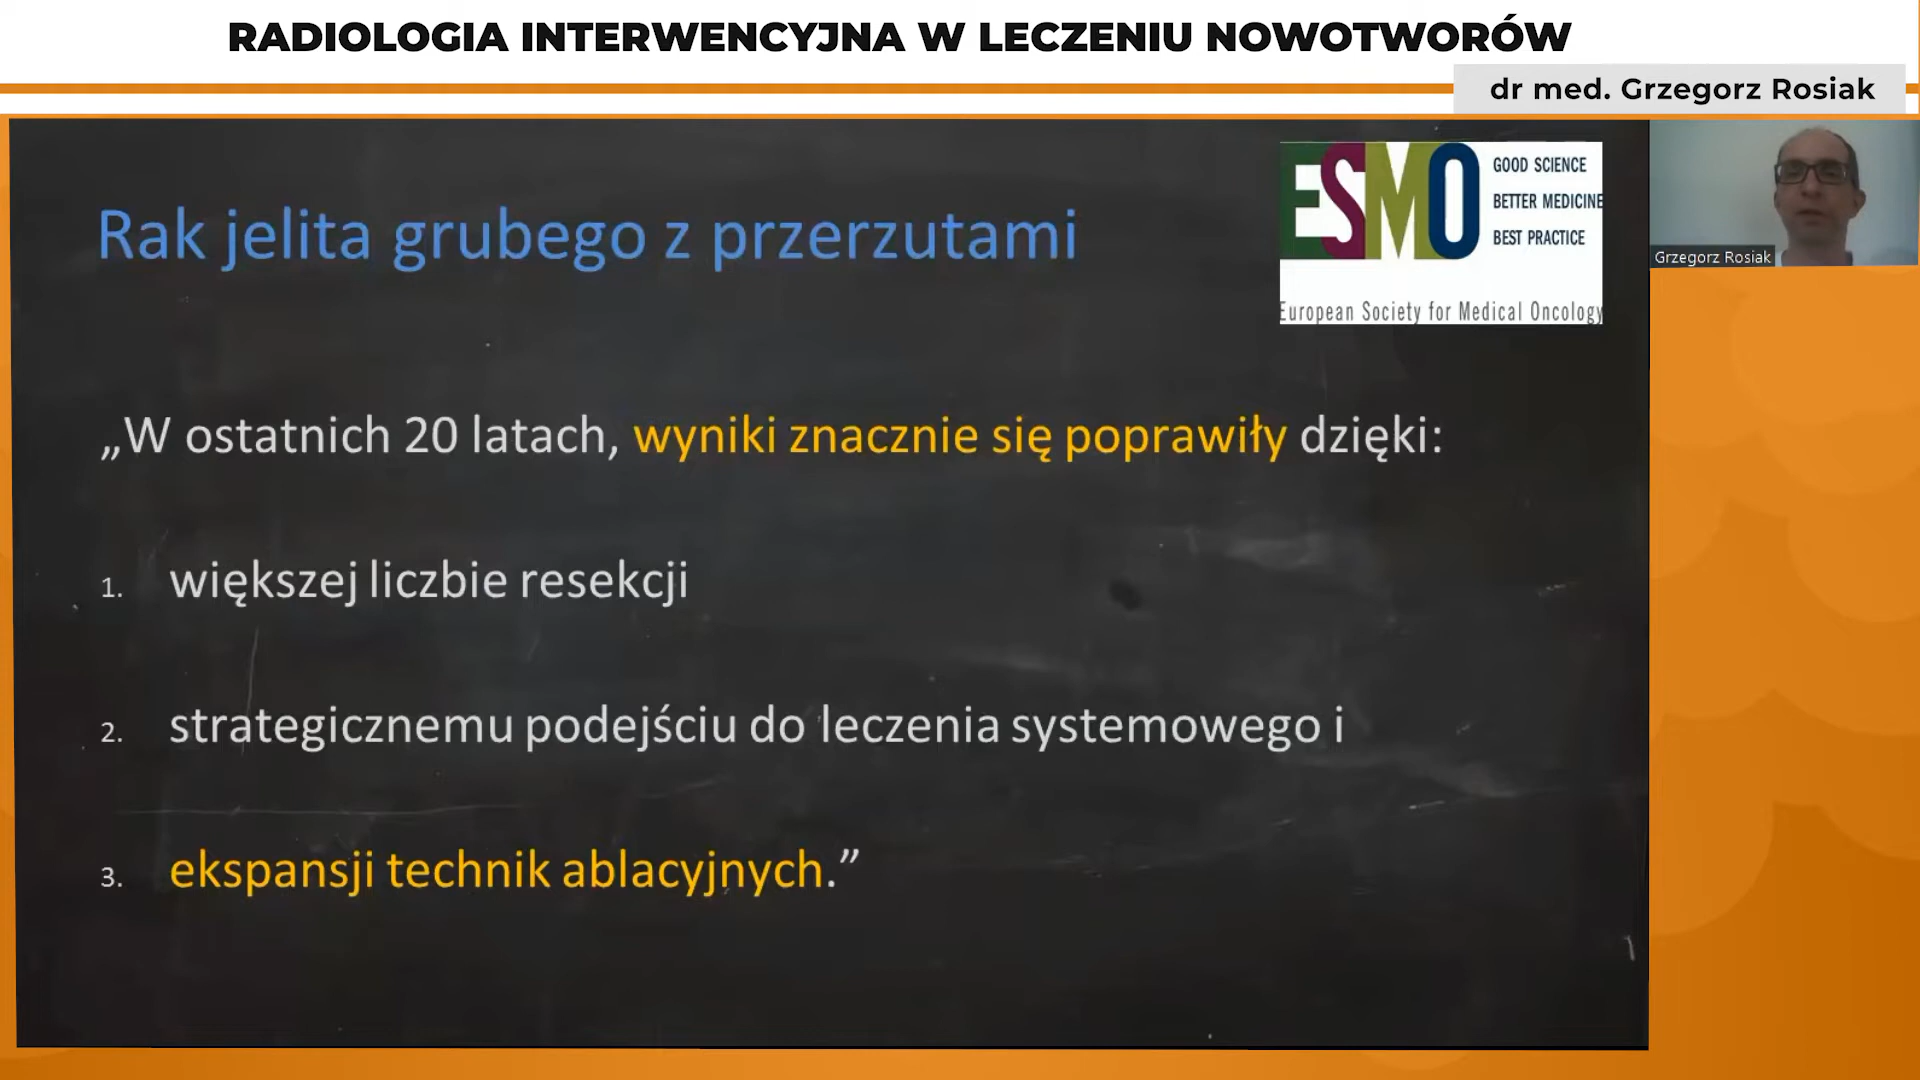 RADIOLOGIA INTERWENCYJNA W LECZENIU NOWOTWORÓW
dr med. Grzegorz Rosiak
ESMO
GOOD SCIENCE
BETTER MEDICINE
BEST PRACTICE
European Society for Medical Oncology
Grzegorz Rosiak
Rak jelita grubego z przerzutami
„W ostatnich 20 latach, wyniki znacznie się poprawiły dzięki:
1. większej liczbie resekcji
2. strategicznemu podejściu do leczenia systemowego i
3. ekspansji technik ablacyjnych.”